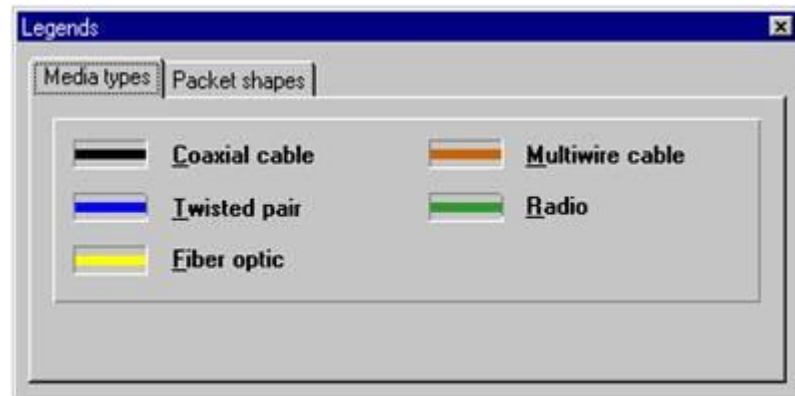 Legends
Media types Packet shapes
Coaxial cable Multiwire cable
Twisted pair Radio
Fiber optic